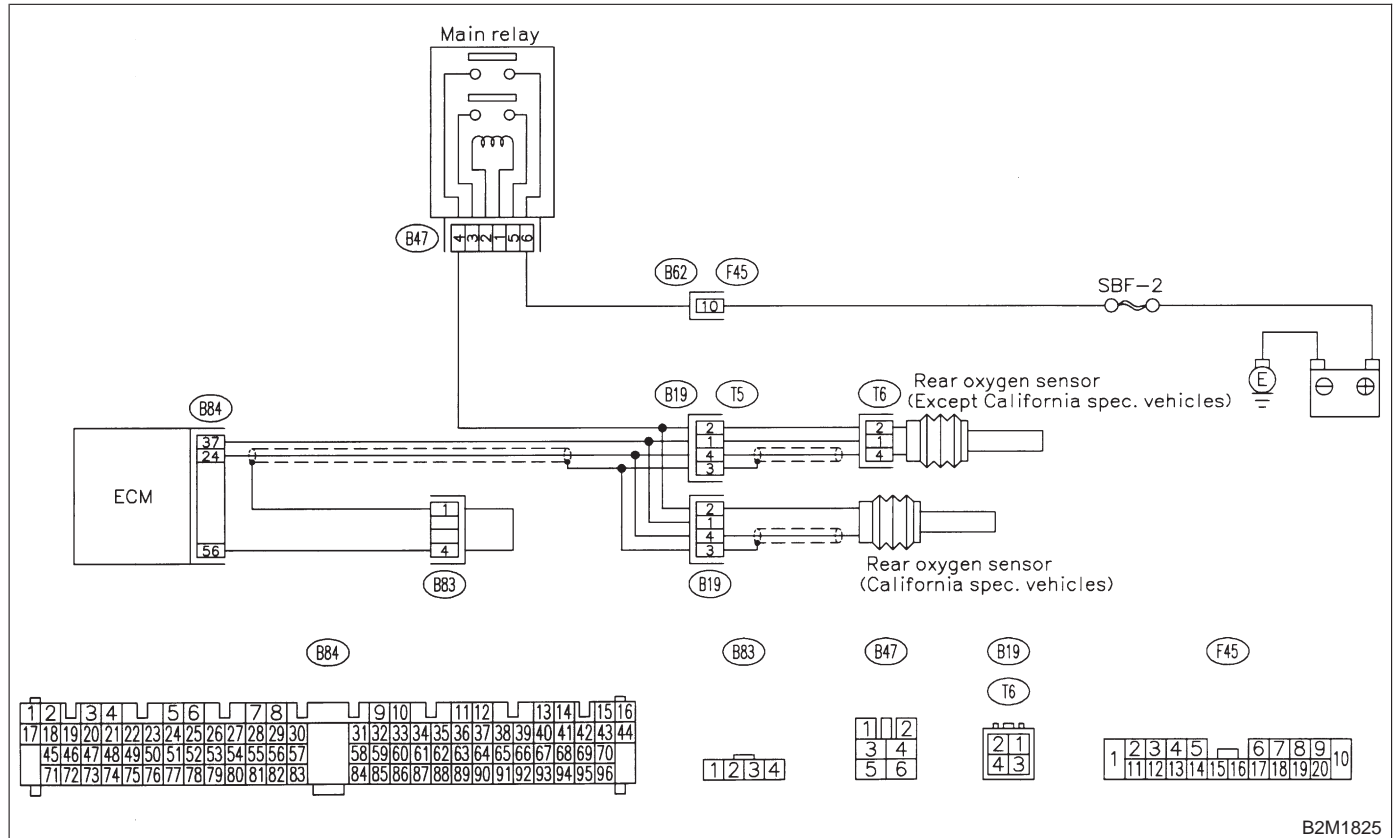 Main relay
B47
4 3 2 1 5 6
B62 F45
10
SBF-2
E
⊖ ⊕
B84
37
24
56
ECM
1
4
B83
B19 T5
2
1
4
3
T6
2
1
4
Rear oxygen sensor
(Except California spec. vehicles)
2
1
4
3
B19
Rear oxygen sensor
(California spec. vehicles)
B84
1 2 3 4 5 6 7 8 9 10 11 12 13 14 15 16
17 18 19 20 21 22 23 24 25 26 27 28 29 30 31 32 33 34 35 36 37 38 39 40 41 42 43 44
45 46 47 48 49 50 51 52 53 54 55 56 57 58 59 60 61 62 63 64 65 66 67 68 69 70
71 72 73 74 75 76 77 78 79 80 81 82 83 84 85 86 87 88 89 90 91 92 93 94 95 96
B83
1 2 3 4
B47
1 2
3 4
5 6
B19
T6
2 1
4 3
F45
1 2 3 4 5 6 7 8 9 10
11 12 13 14 15 16 17 18 19 20
B2M1825